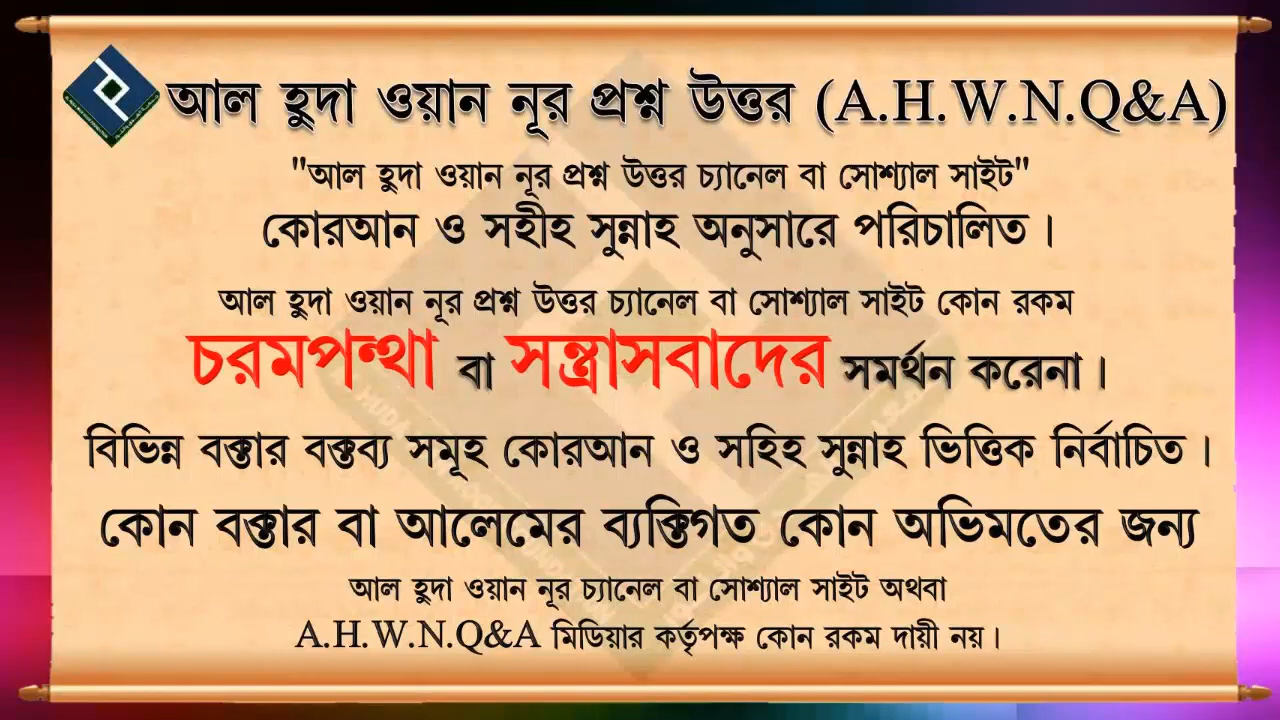 আল হুদা ওয়ান নূর প্রশ্ন উত্তর (A.H.W.N.Q&A)
"আল হুদা ওয়ান নূর প্রশ্ন উত্তর চ্যানেল বা সোশ্যাল সাইট"
কোরআন ও সহীহ সুন্নাহ অনুসারে পরিচালিত।
আল হুদা ওয়ান নূর প্রশ্ন উত্তর চ্যানেল বা সোশ্যাল সাইট কোন রকম
চরমপন্থা বা সন্ত্রাসবাদের সমর্থন করেনা।
বিভিন্ন বক্তার বক্তব্য সমূহ কোরআন ও সহিহ সুন্নাহ ভিত্তিক নির্বাচিত।
কোন বক্তার বা আলেমের ব্যক্তিগত কোন অভিমতের জন্য
আল হুদা ওয়ান নূর চ্যানেল বা সোশ্যাল সাইট অথবা
A.H.W.N.Q&A মিডিয়ার কর্তৃপক্ষ কোন রকম দায়ী নয়।